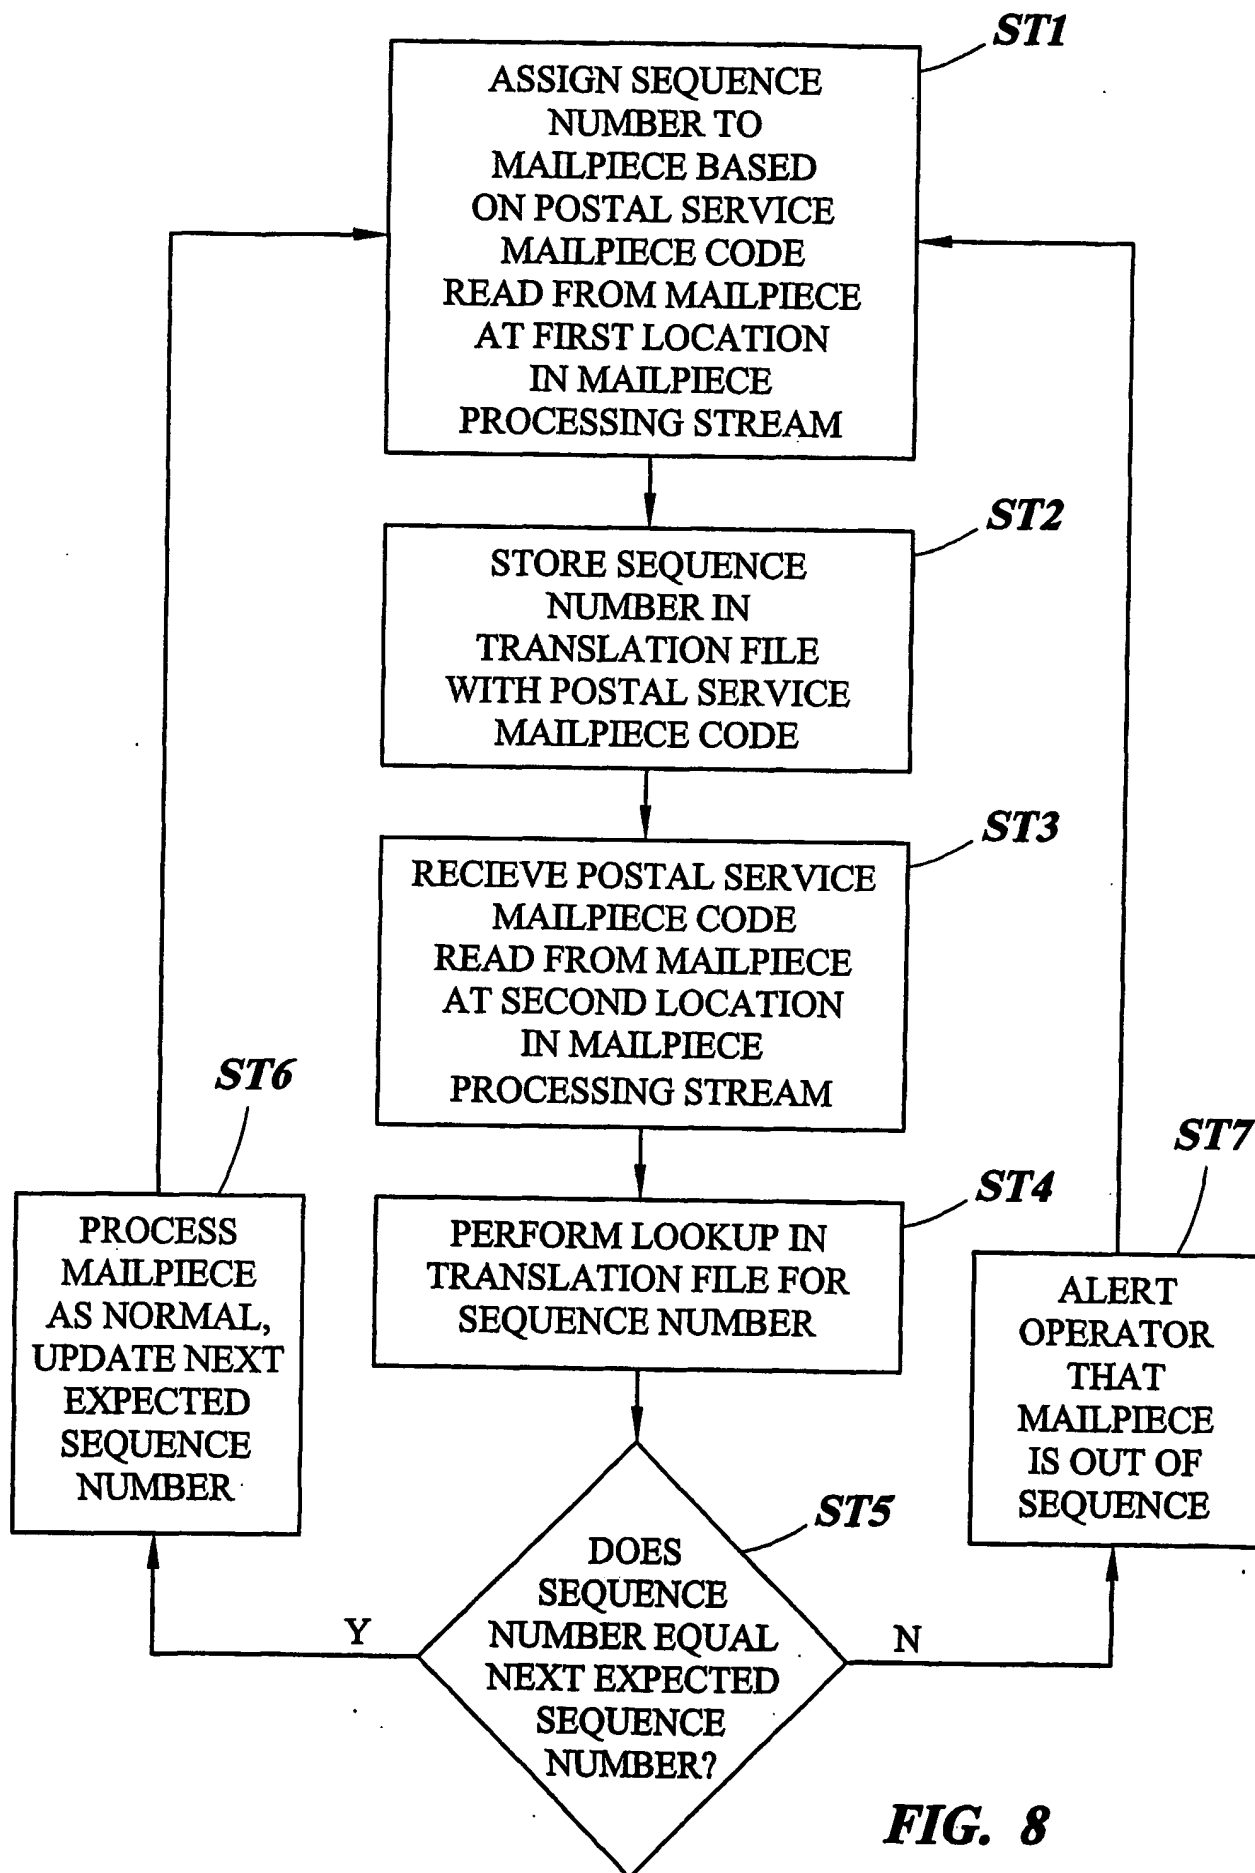 ST1
ASSIGN SEQUENCE
NUMBER TO
MAILPIECE BASED
ON POSTAL SERVICE
MAILPIECE CODE
READ FROM MAILPIECE
AT FIRST LOCATION
IN MAILPIECE
PROCESSING STREAM
ST2
STORE SEQUENCE
NUMBER IN
TRANSLATION FILE
WITH POSTAL SERVICE
MAILPIECE CODE
ST3
RECIEVE POSTAL SERVICE
MAILPIECE CODE
READ FROM MAILPIECE
AT SECOND LOCATION
IN MAILPIECE
PROCESSING STREAM
ST4
PERFORM LOOKUP IN
TRANSLATION FILE FOR
SEQUENCE NUMBER
ST5
DOES
SEQUENCE
NUMBER EQUAL
NEXT EXPECTED
SEQUENCE
NUMBER?
Y
N
ST6
PROCESS
MAILPIECE
AS NORMAL,
UPDATE NEXT
EXPECTED
SEQUENCE
NUMBER
ST7
ALERT
OPERATOR
THAT
MAILPIECE
IS OUT OF
SEQUENCE
FIG. 8